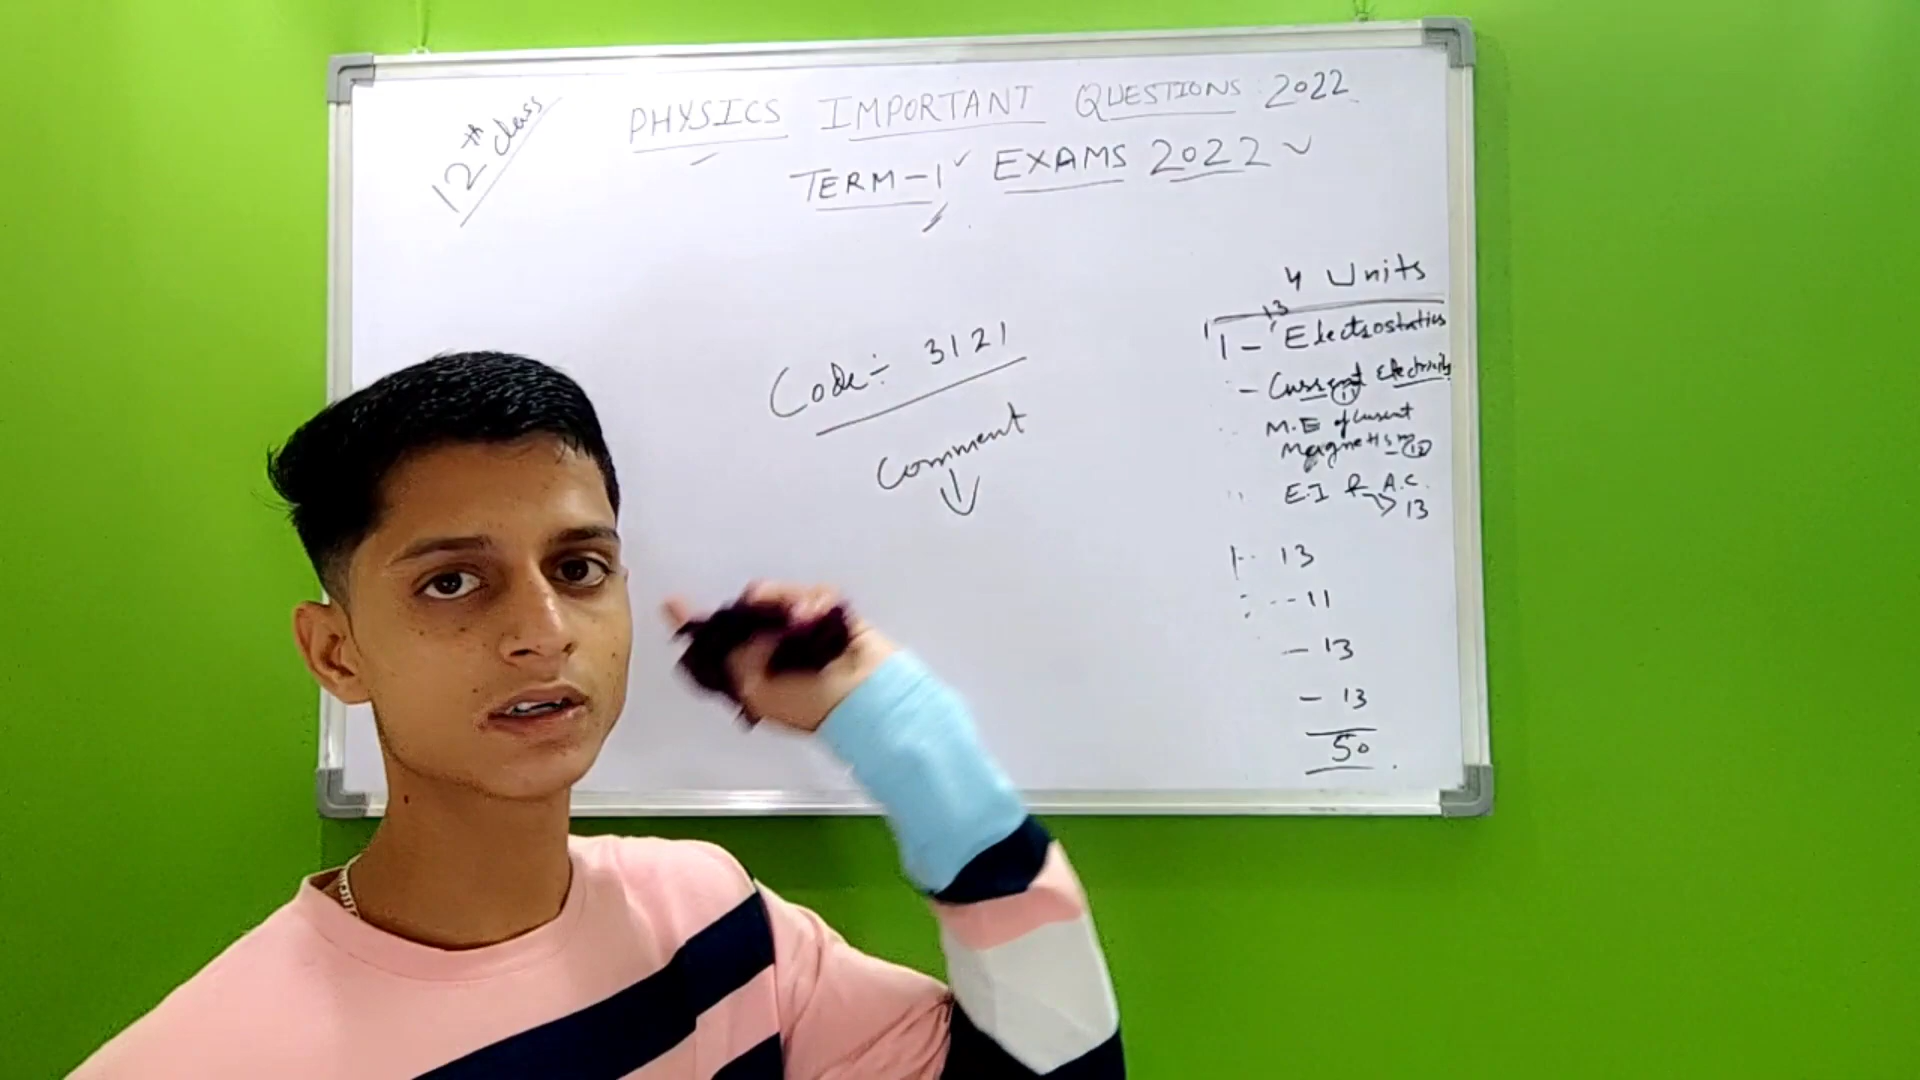 12th class
PHYSICS IMPORTANT QUESTIONS 2022
TERM-1 EXAMS 2022
Code:- 3121
Comment
4 Units
13
1 - Electrostatics
- Current Electricity
11
M.E of Current
Magnetism -
E.I & A.C.
13
1- 13
-11
- 13
- 13
50